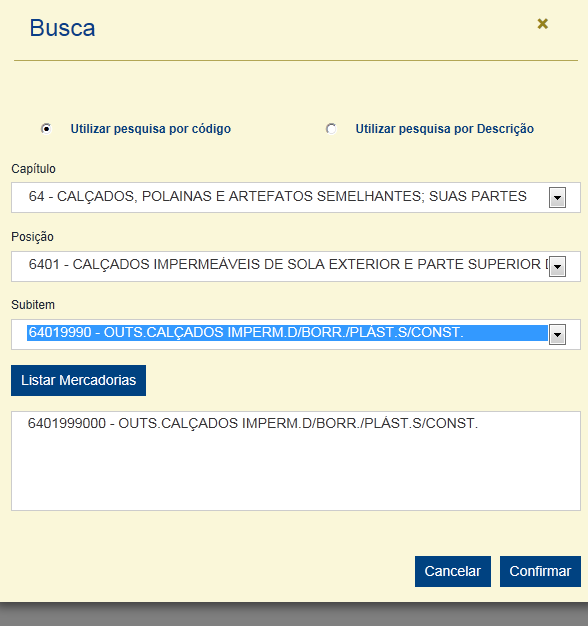 Busca
Utilizar pesquisa por código Utilizar pesquisa por Descrição
Capítulo
64 - CALÇADOS, POLAINAS E ARTEFATOS SEMELHANTES; SUAS PARTES
Posição
6401 - CALÇADOS IMPERMEÁVEIS DE SOLA EXTERIOR E PARTE SUPERIOR
Subitem
64019990 - OUTS.CALÇADOS IMPERM.D/BORR./PLÁST.S/CONST.
Listar Mercadorias
6401999000 - OUTS.CALÇADOS IMPERM.D/BORR./PLÁST.S/CONST.
Cancelar Confirmar